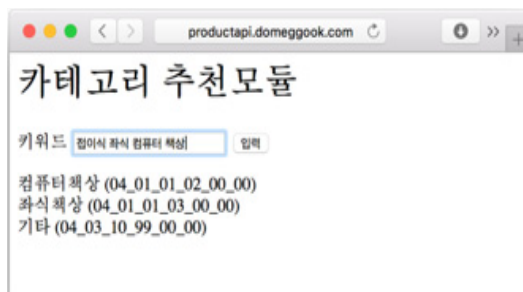 productapi.domeggook.com
카테고리 추천모듈
키워드 접이식 좌식 컴퓨터 책상 입력
컴퓨터책상 (04_01_01_02_00_00)
좌식책상 (04_01_01_03_00_00)
기타 (04_03_10_99_00_00)